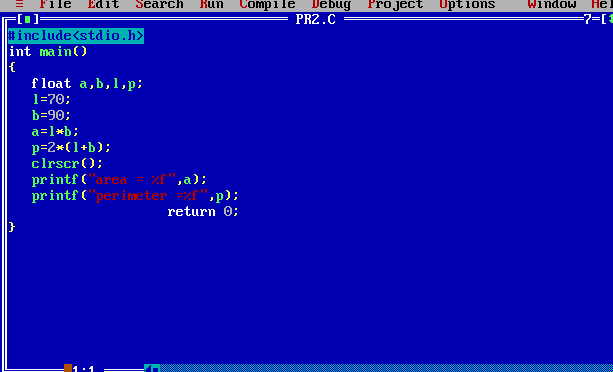 ≡ File Edit Search Run Compile Debug Project Options Window Hel
[■] PR2.C 7=[
#include<stdio.h>
int main()
{
float a,b,l,p;
l=70;
b=90;
a=l*b;
p=2*(l+b);
clrscr();
printf("area = %f",a);
printf("perimeter =%f",p);
return 0;
}
1:1